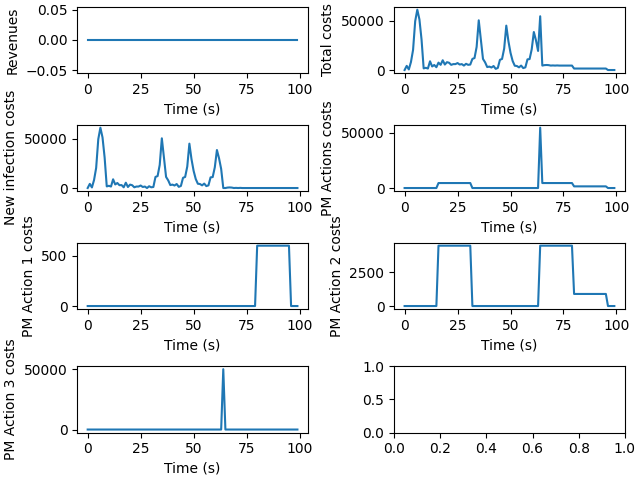 Revenues
0.05
0.00
−0.05
0 25 50 75 100
Time (s)
Total costs
50000
0
0 25 50 75 100
Time (s)
New infection costs
50000
0
0 25 50 75 100
Time (s)
PM Actions costs
50000
0
0 25 50 75 100
Time (s)
PM Action 1 costs
500
0
0 25 50 75 100
Time (s)
PM Action 2 costs
2500
0
0 25 50 75 100
Time (s)
PM Action 3 costs
50000
0
0 25 50 75 100
Time (s)
1.0
0.5
0.0
0.0 0.2 0.4 0.6 0.8 1.0